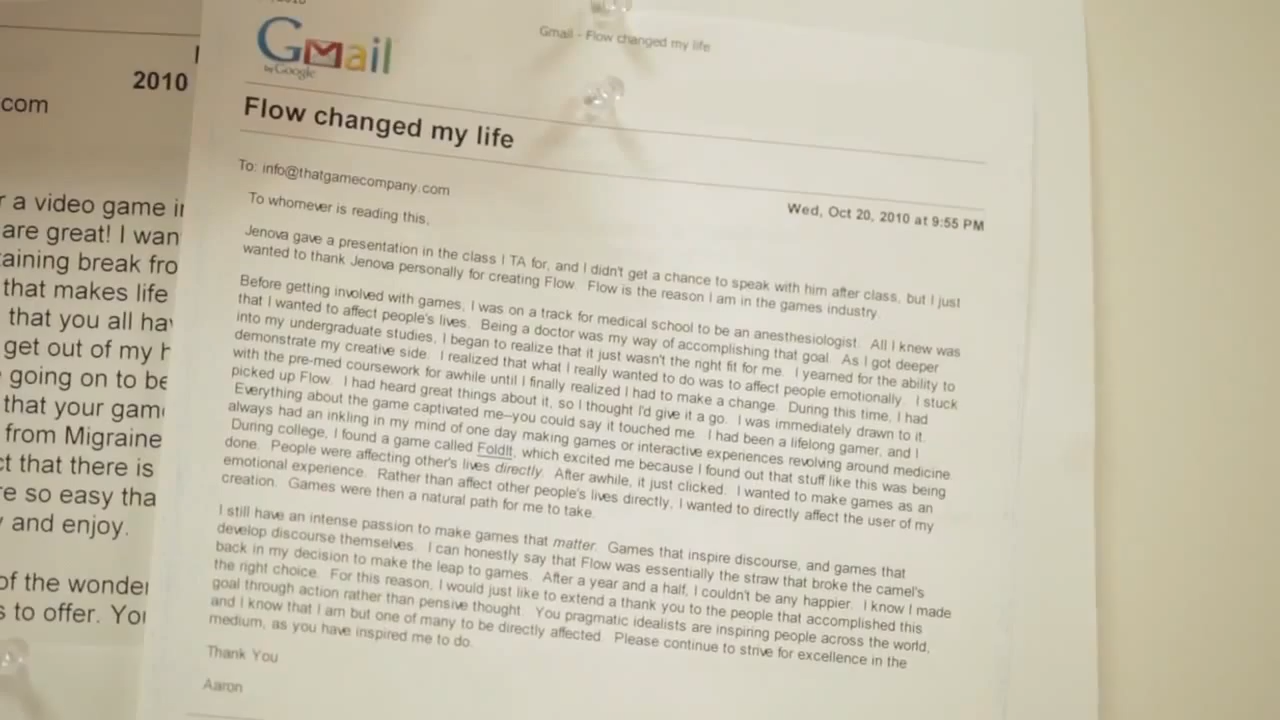 2010
com
r a video game in
are great! I wan
aining break fro
that makes life
that you all hav
get out of my h
going on to be
that your game
from Migraine
ct that there is
re so easy tha
and enjoy.
of the wonder
s to offer. You
Gmail - Flow changed my life
Gmail
by Google
Flow changed my life
To: info@thatgamecompany.com
Wed, Oct 20, 2010 at 9:55 PM
To whomever is reading this,
Jenova gave a presentation in the class I TA for, and I didn't get a chance to speak with him after class, but I just
wanted to thank Jenova personally for creating Flow. Flow is the reason I am in the games industry.
Before getting involved with games, I was on a track for medical school to be an anesthesiologist. All I knew was
that I wanted to affect people's lives. Being a doctor was my way of accomplishing that goal. As I got deeper
into my undergraduate studies, I began to realize that it just wasn't the right fit for me. I yearned for the ability to
demonstrate my creative side. I realized that what I really wanted to do was to affect people emotionally. I stuck
with the pre-med coursework for awhile until I finally realized I had to make a change. During this time, I had
picked up Flow. I had heard great things about it, so I thought I'd give it a go. I was immediately drawn to it.
Everything about the game captivated me--you could say it touched me. I had been a lifelong gamer, and I
always had an inkling in my mind of one day making games or interactive experiences revolving around medicine.
During college, I found a game called FoldIt, which excited me because I found out that stuff like this was being
done. People were affecting other's lives directly. After awhile, it just clicked. I wanted to make games as an
emotional experience. Rather than affect other people's lives directly, I wanted to directly affect the user of my
creation. Games were then a natural path for me to take.
I still have an intense passion to make games that matter. Games that inspire discourse, and games that
develop discourse themselves. I can honestly say that Flow was essentially the straw that broke the camel's
back in my decision to make the leap to games. After a year and a half, I couldn't be any happier. I know I made
the right choice. For this reason, I would just like to extend a thank you to the people that accomplished this
goal through action rather than pensive thought. You pragmatic idealists are inspiring people across the world,
and I know that I am but one of many to be directly affected. Please continue to strive for excellence in the
medium, as you have inspired me to do.
Thank You
Aaron